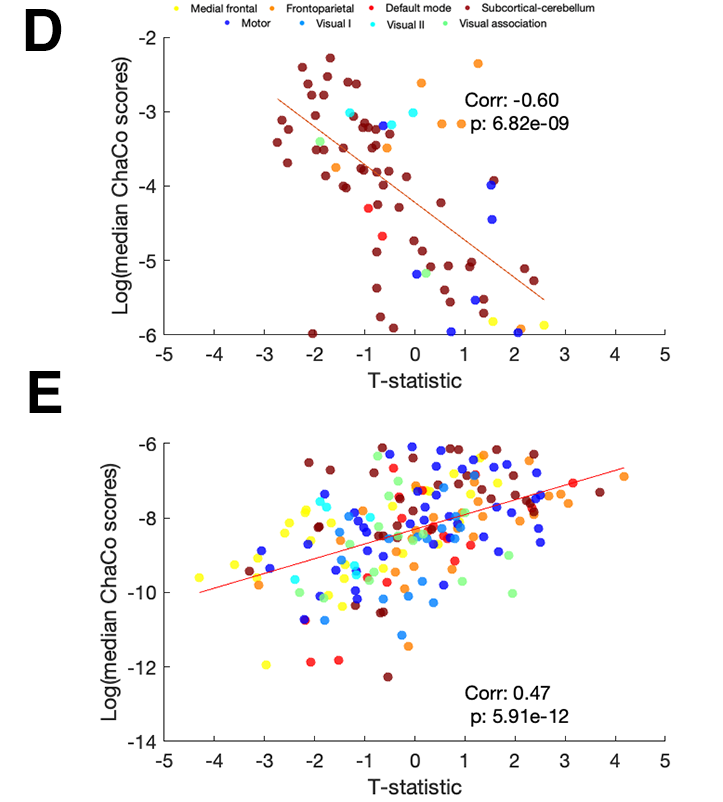 D
Medial frontal Frontoparietal Default mode Subcortical-cerebellum
Motor Visual I Visual II Visual association
-2
-3
-4
-5
-6
Log(median ChaCo scores)
Corr: -0.60
p: 6.82e-09
-5 -4 -3 -2 -1 0 1 2 3 4 5
T-statistic
E
-6
-8
-10
-12
-14
Log(median ChaCo scores)
Corr: 0.47
p: 5.91e-12
-5 -4 -3 -2 -1 0 1 2 3 4 5
T-statistic